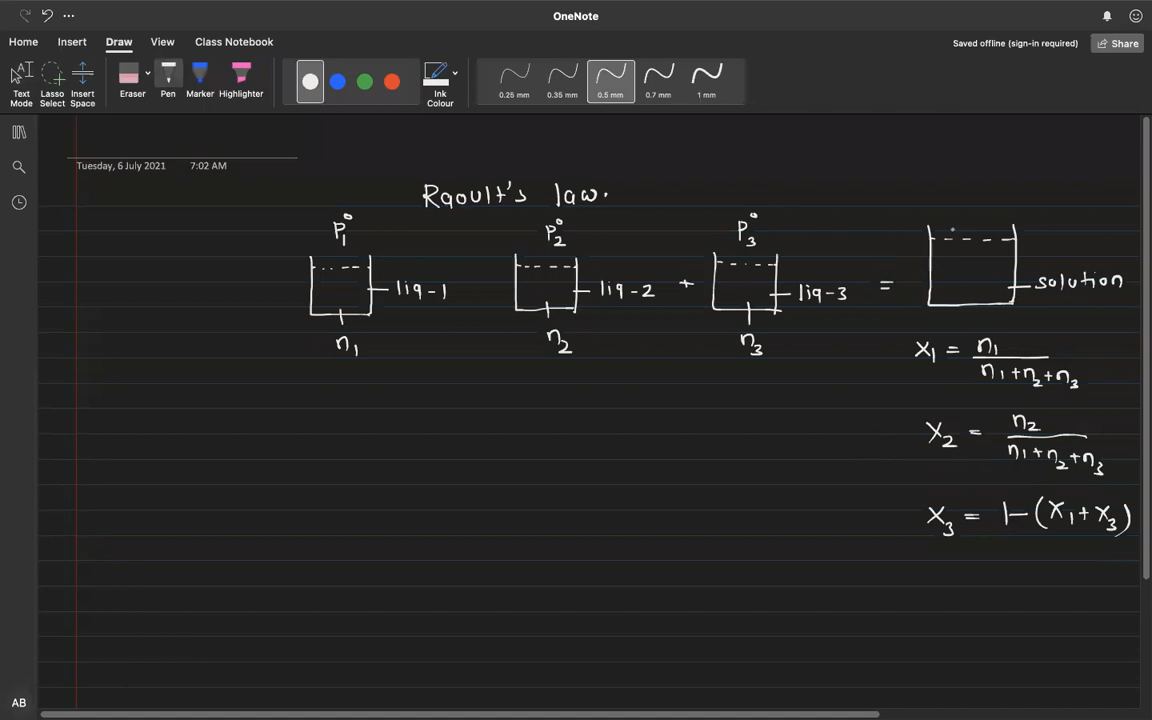 OneNote
Home Insert Draw View Class Notebook
Saved offline (sign-in required) Share
Text Mode
Lasso Select
Insert Space
Eraser
Pen
Marker
Highlighter
Ink Colour
0.25 mm 0.35 mm 0.5 mm 0.7 mm 1 mm
Tuesday, 6 July 2021 7:02 AM
Raoult's law.
P₁° P₂° P₃°
liq-1 liq-2 + liq-3 = solution
n₁ n₂ n₃
X₁ = n₁ / n₁+n₂+n₃
X₂ = n₂ / n₁+n₂+n₃
X₃ = 1-(X₁+X₃)
AB